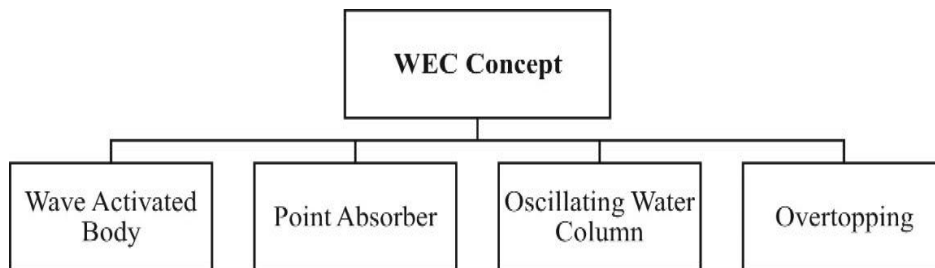 WEC Concept
Wave Activated
Body
Point Absorber
Oscillating Water
Column
Overtopping